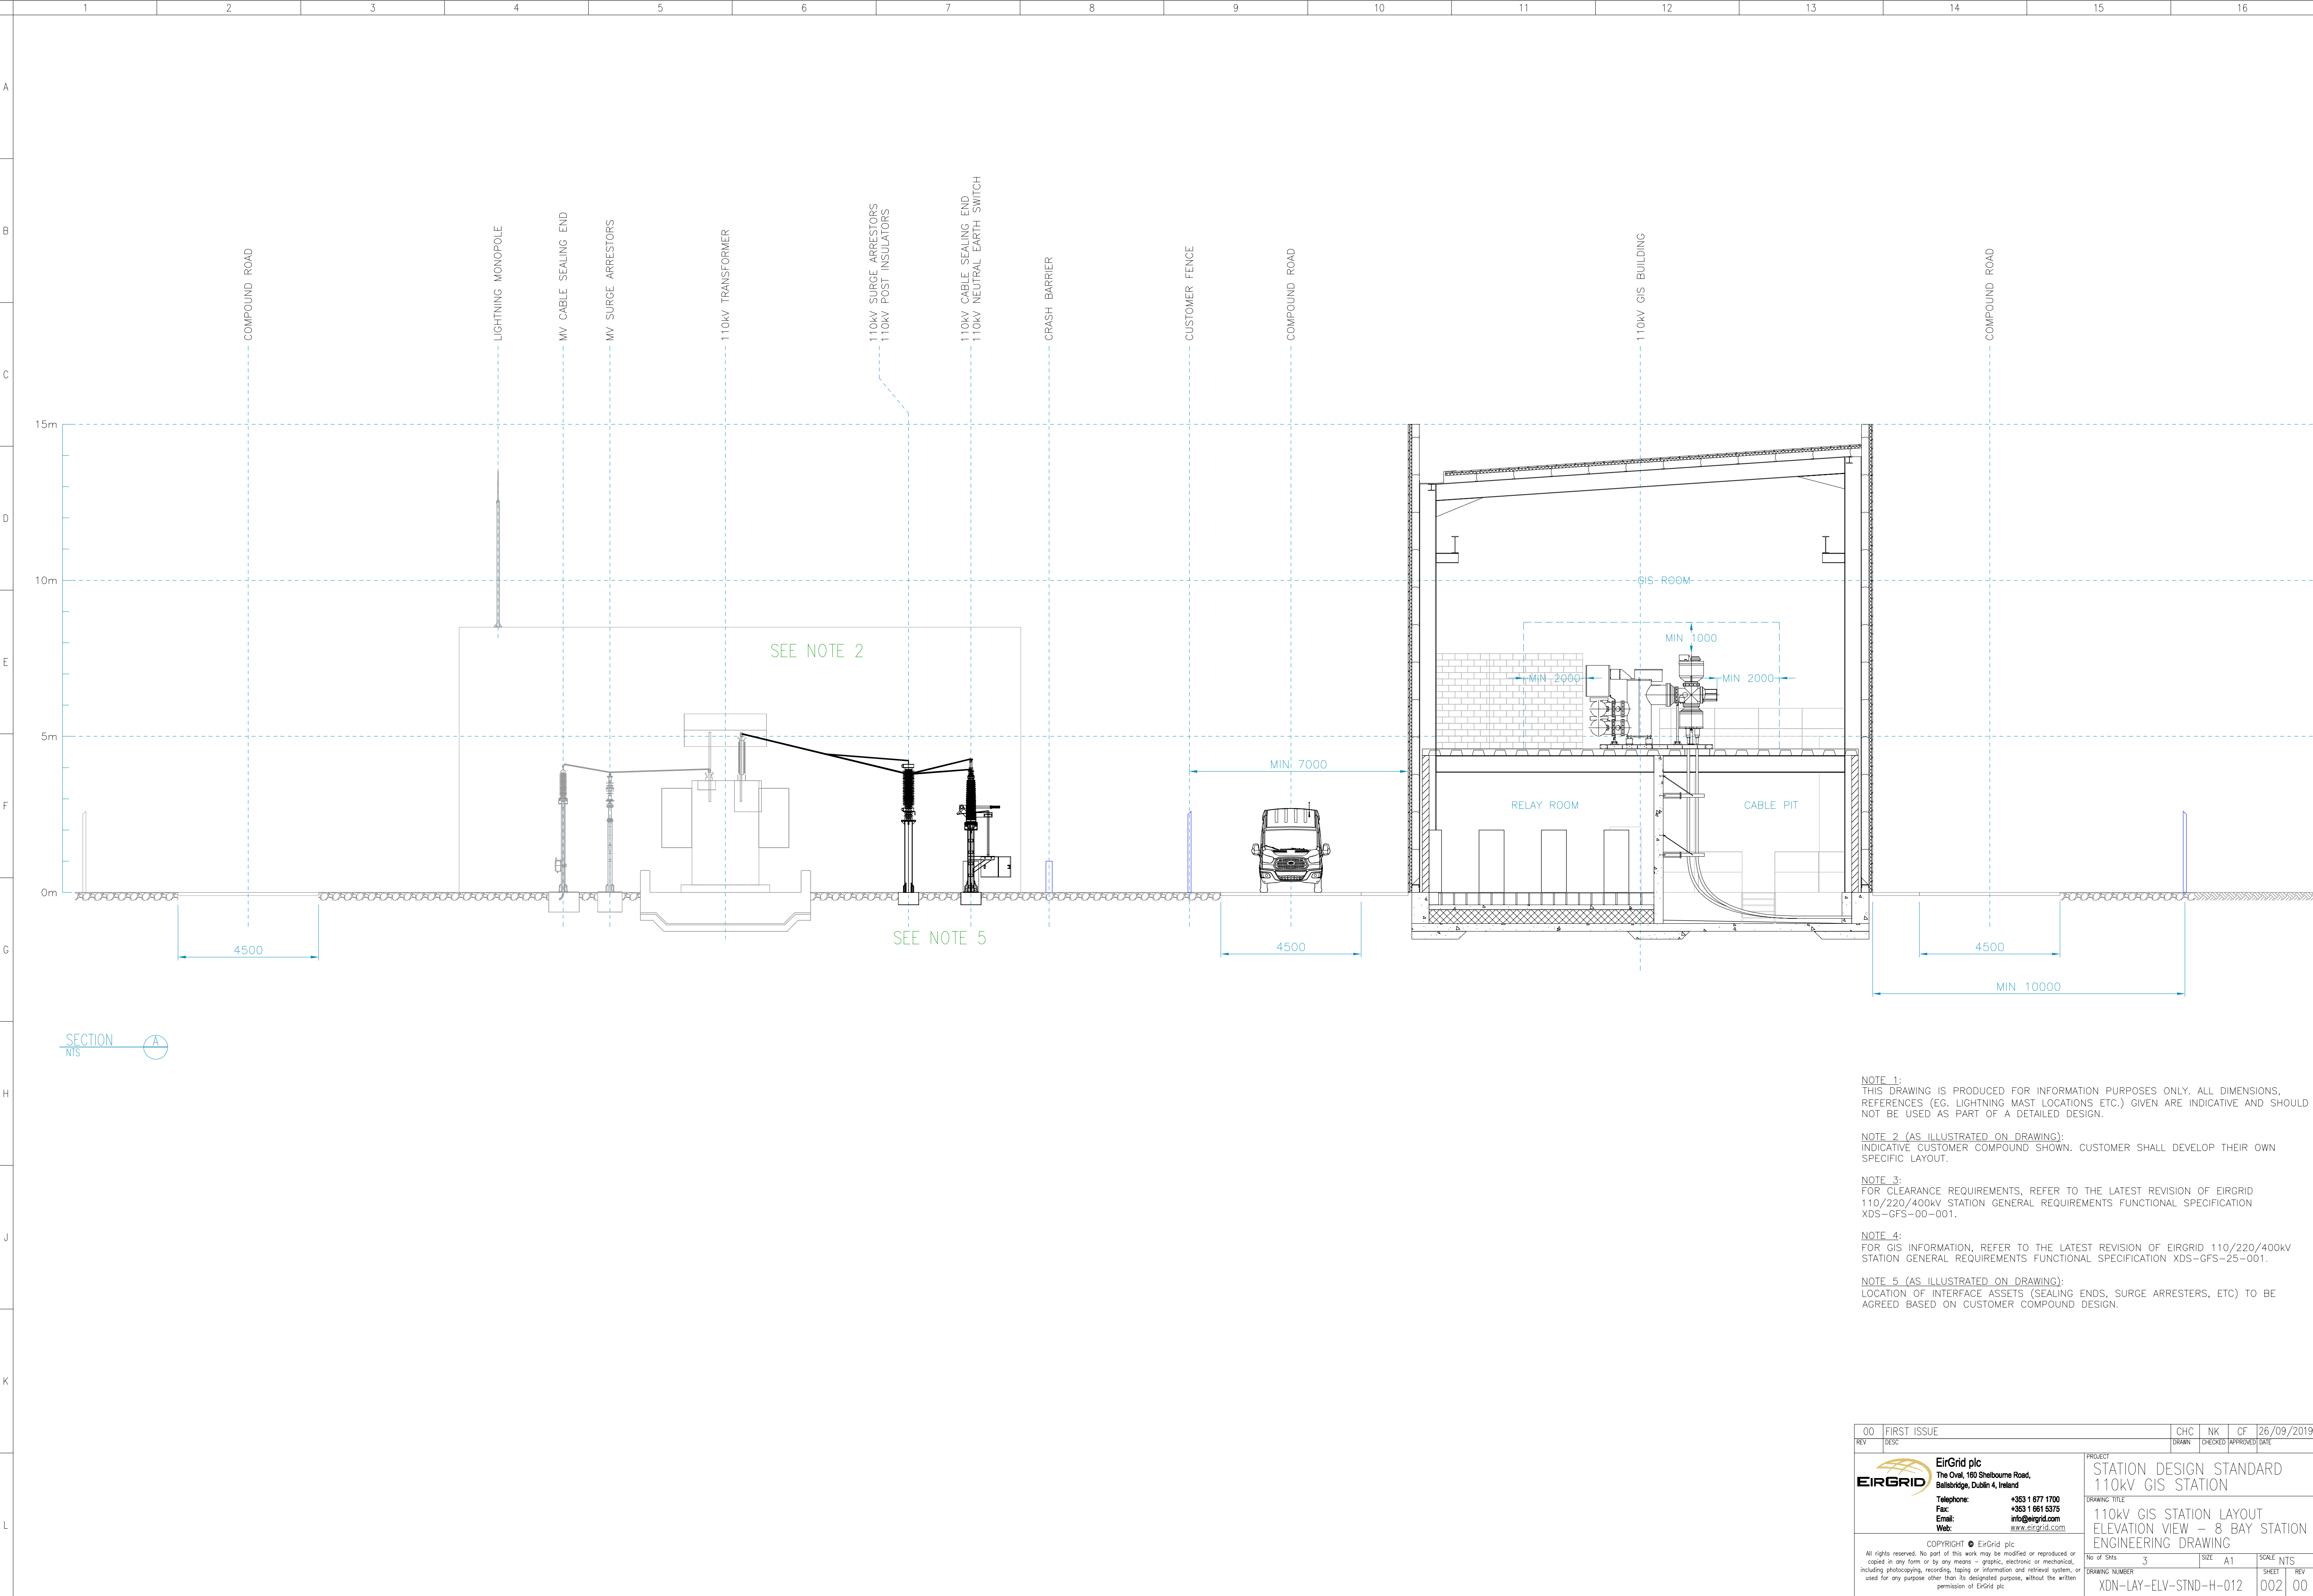 1 2 3 4 5 6 7 8 9 10 11 12 13 14 15 16
A
B
C
D
E
F
G
H
J
K
L
COMPOUND ROAD
LIGHTNING MONOPOLE
MV CABLE SEALING END
MV SURGE ARRESTORS
110kV TRANSFORMER
110kV SURGE ARRESTORS
110kV POST INSULATORS
110kV CABLE SEALING END
110kV NEUTRAL EARTH SWITCH
CRASH BARRIER
CUSTOMER FENCE
COMPOUND ROAD
110kV GIS BUILDING
COMPOUND ROAD
15m
10m
5m
0m
GIS ROOM
SEE NOTE 2
MIN 1000
MIN 2000
MIN 2000
MIN 7000
RELAY ROOM
CABLE PIT
SEE NOTE 5
4500
4500
4500
MIN 10000
SECTION A
NTS
NOTE 1:
THIS DRAWING IS PRODUCED FOR INFORMATION PURPOSES ONLY. ALL DIMENSIONS,
REFERENCES (EG. LIGHTNING MAST LOCATIONS ETC.) GIVEN ARE INDICATIVE AND SHOULD
NOT BE USED AS PART OF A DETAILED DESIGN.
NOTE 2 (AS ILLUSTRATED ON DRAWING):
INDICATIVE CUSTOMER COMPOUND SHOWN. CUSTOMER SHALL DEVELOP THEIR OWN
SPECIFIC LAYOUT.
NOTE 3:
FOR CLEARANCE REQUIREMENTS, REFER TO THE LATEST REVISION OF EIRGRID
110/220/400kV STATION GENERAL REQUIREMENTS FUNCTIONAL SPECIFICATION
XDS-GFS-00-001.
NOTE 4:
FOR GIS INFORMATION, REFER TO THE LATEST REVISION OF EIRGRID 110/220/400kV
STATION GENERAL REQUIREMENTS FUNCTIONAL SPECIFICATION XDS-GFS-25-001.
NOTE 5 (AS ILLUSTRATED ON DRAWING):
LOCATION OF INTERFACE ASSETS (SEALING ENDS, SURGE ARRESTERS, ETC) TO BE
AGREED BASED ON CUSTOMER COMPOUND DESIGN.
00 FIRST ISSUE CHC NK CF 26/09/2019
REV DESC DRAWN CHECKED APPROVED DATE
EIRGRID
EirGrid plc
The Oval, 160 Shelbourne Road,
Ballsbridge, Dublin 4, Ireland
Telephone: +353 1 677 1700
Fax: +353 1 661 5375
Email: info@eirgrid.com
Web: www.eirgrid.com
COPYRIGHT © EirGrid plc
All rights reserved. No part of this work may be modified or reproduced or
copied in any form or by any means - graphic, electronic or mechanical,
including photocopying, recording, taping or information and retrieval system, or
used for any purpose other than its designated purpose, without the written
permission of EirGrid plc
PROJECT
STATION DESIGN STANDARD
110kV GIS STATION
DRAWING TITLE
110kV GIS STATION LAYOUT
ELEVATION VIEW - 8 BAY STATION
ENGINEERING DRAWING
No of Shts 3 SIZE A1 SCALE NTS
DRAWING NUMBER SHEET REV
XDN-LAY-ELV-STND-H-012 002 00